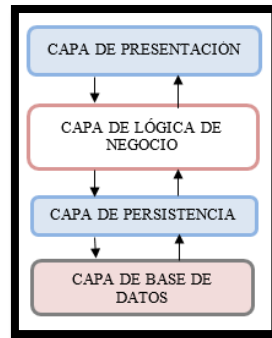 CAPA DE PRESENTACIÓN
CAPA DE LÓGICA DE
NEGOCIO
CAPA DE PERSISTENCIA
CAPA DE BASE DE
DATOS